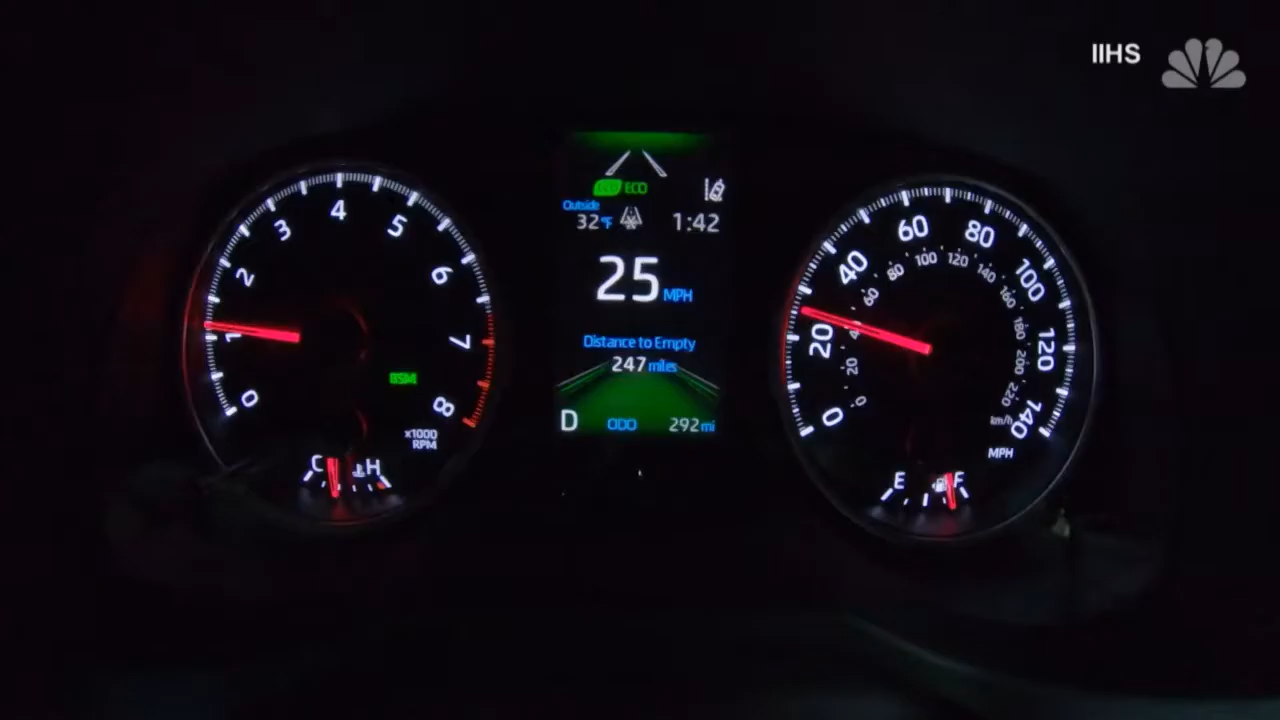 IIHS
0
1
2
3
4
5
6
7
8
BSM
x1000
RPM
C
H
ECO
Outside
32°F
1:42
25 MPH
Distance to Empty
247 miles
D
ODO
292 mi
0
20
40
60
80
100
120
140
0
20
60
80
100
120
140
160
180
200
220
km/h
MPH
E
F